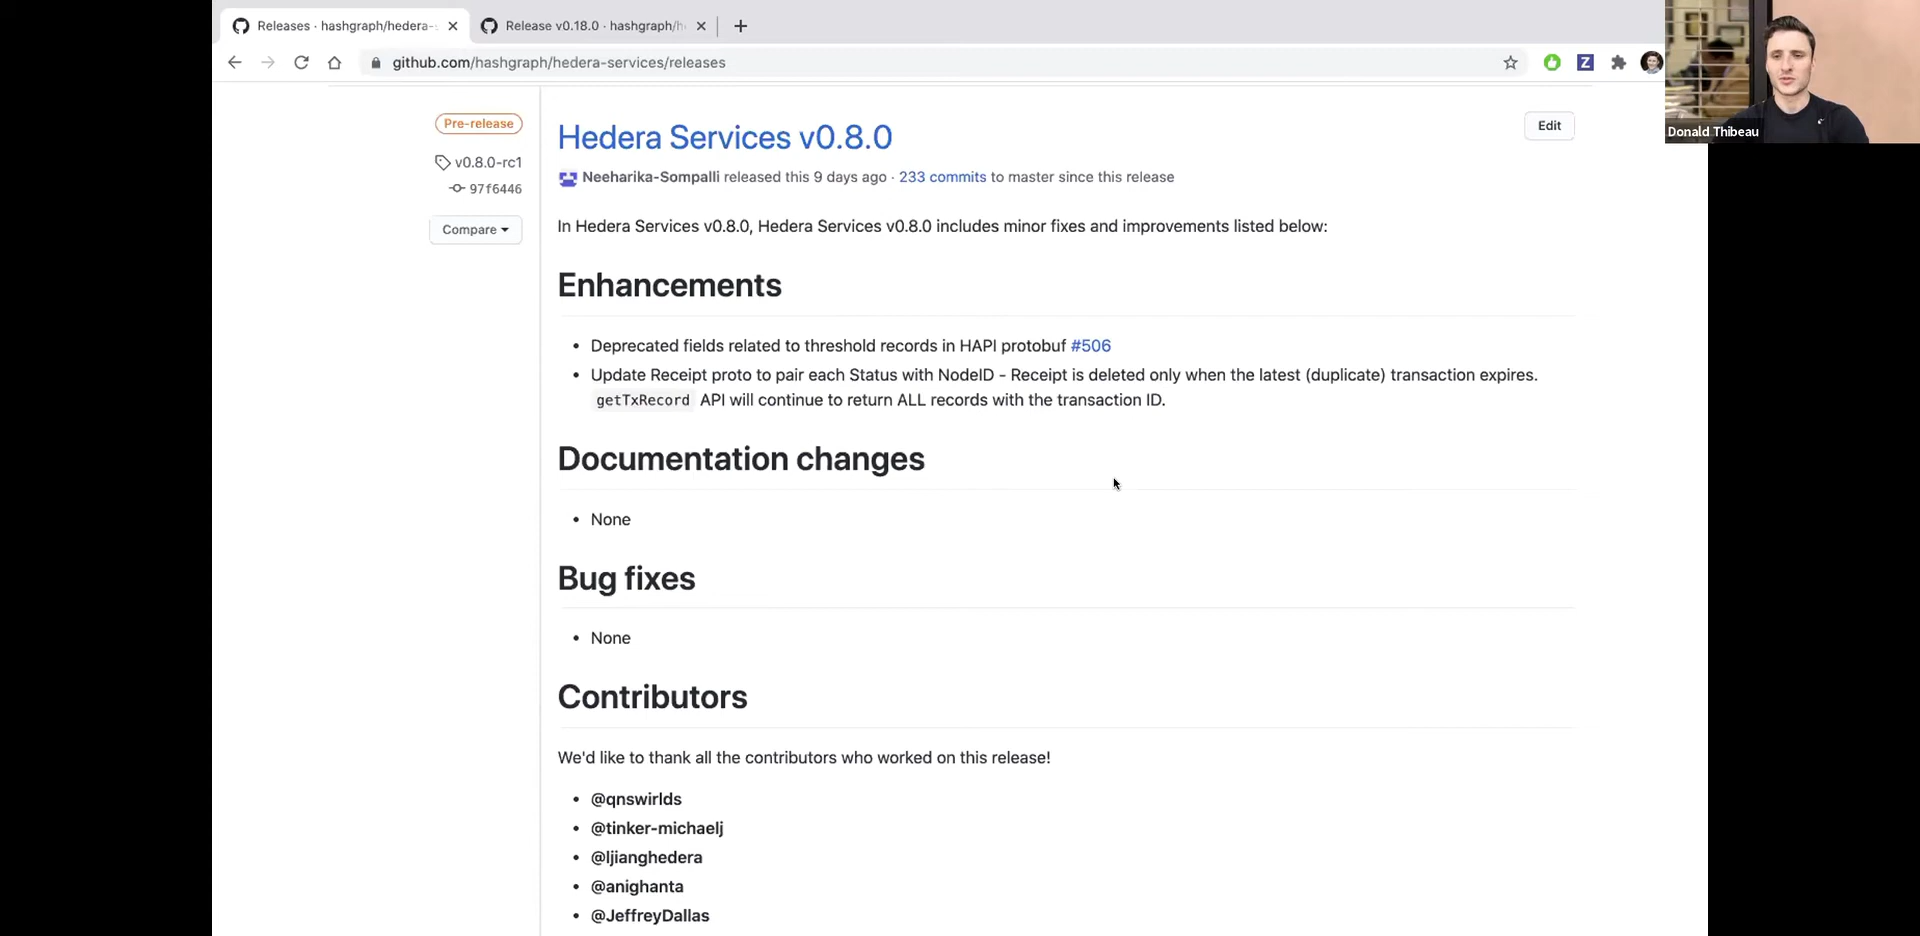 Releases · hashgraph/hedera-
Release v0.18.0 · hashgraph/h
github.com/hashgraph/hedera-services/releases
Z
Donald Thibeau
Pre-release
v0.8.0-rc1
97f6446
Compare
Hedera Services v0.8.0
Edit
Neeharika-Sompalli released this 9 days ago · 233 commits to master since this release
In Hedera Services v0.8.0, Hedera Services v0.8.0 includes minor fixes and improvements listed below:
Enhancements
• Deprecated fields related to threshold records in HAPI protobuf #506
• Update Receipt proto to pair each Status with NodeID - Receipt is deleted only when the latest (duplicate) transaction expires.
getTxRecord API will continue to return ALL records with the transaction ID.
Documentation changes
• None
Bug fixes
• None
Contributors
We'd like to thank all the contributors who worked on this release!
• @qnswirlds
• @tinker-michaelj
• @ljianghedera
• @anighanta
• @JeffreyDallas